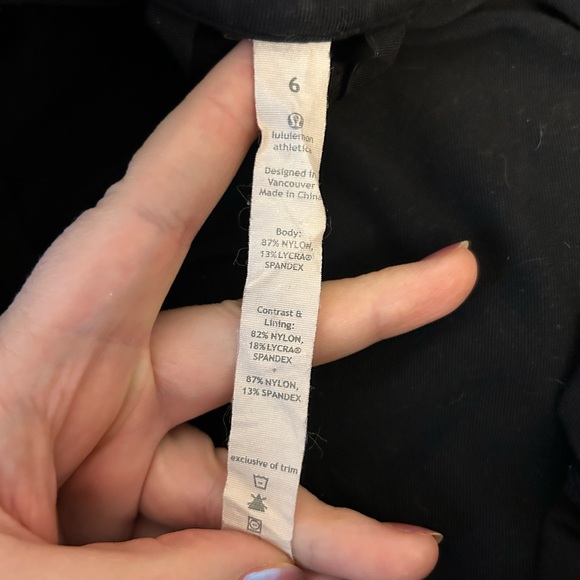 6
lululemon
athletica
Designed in
Vancouver
Made in China
Body:
87% NYLON,
13% LYCRA®
SPANDEX
Contrast &
Lining:
82% NYLON,
18% LYCRA®
SPANDEX
+
87% NYLON,
13% SPANDEX
exclusive of trim